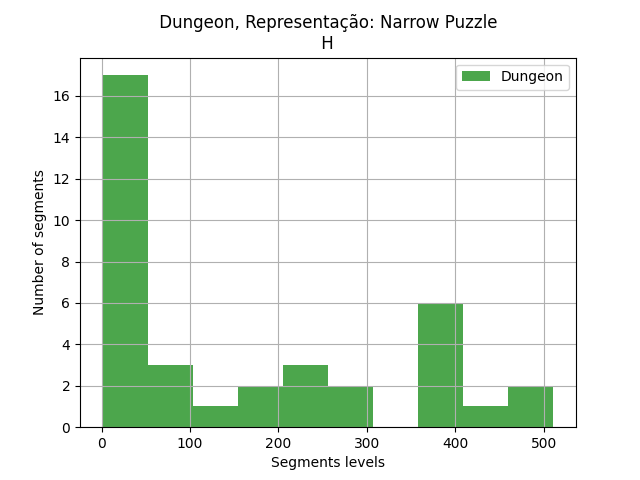 Dungeon, Representação: Narrow Puzzle
H
Dungeon
Number of segments
16
14
12
10
8
6
4
2
0
0 100 200 300 400 500
Segments levels